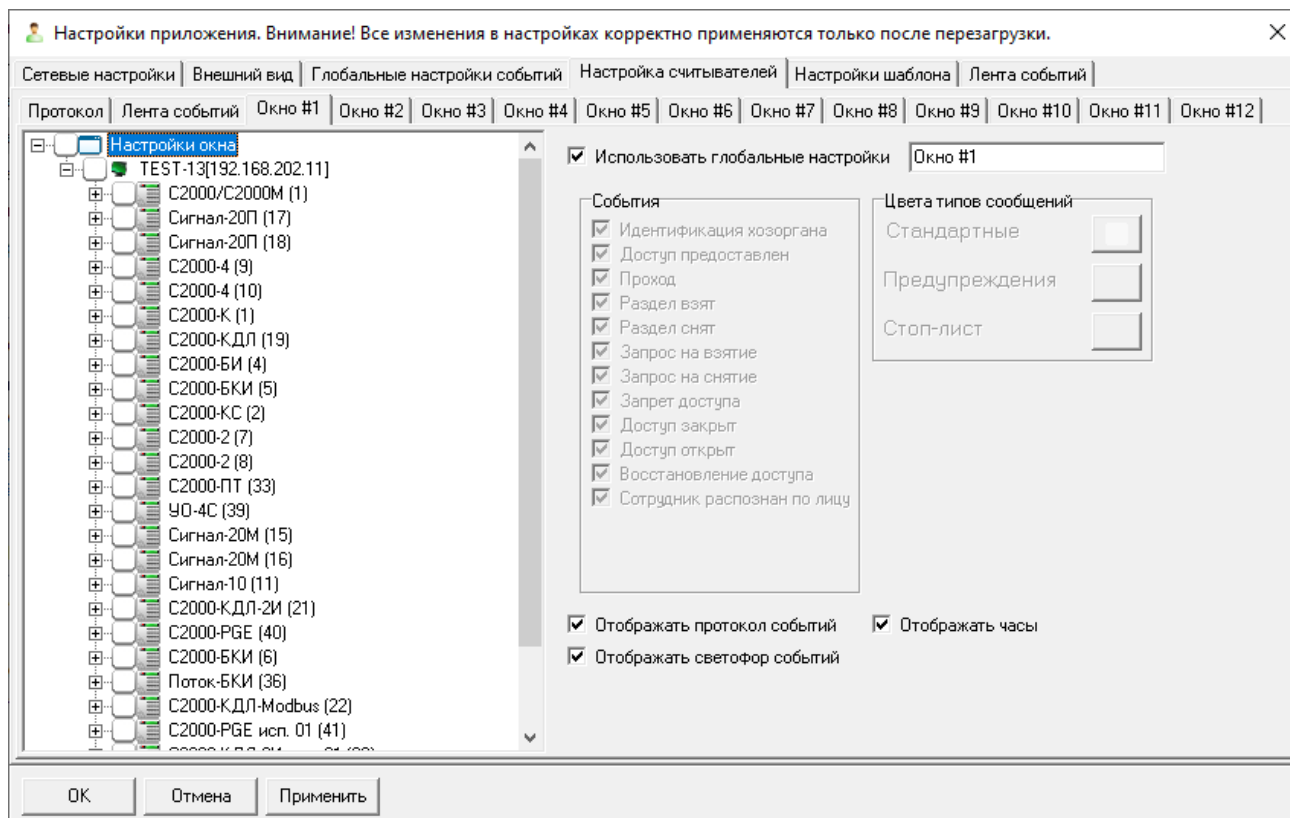 Настройки приложения. Внимание! Все изменения в настройках корректно применяются только после перезагрузки.
Сетевые настройки Внешний вид Глобальные настройки событий Настройка считывателей Настройки шаблона Лента событий
Протокол Лента событий Окно #1 Окно #2 Окно #3 Окно #4 Окно #5 Окно #6 Окно #7 Окно #8 Окно #9 Окно #10 Окно #11 Окно #12
Настройки окна
TEST-13[192.168.202.11]
С2000/С2000М (1)
Сигнал-20П (17)
Сигнал-20П (18)
С2000-4 (9)
С2000-4 (10)
С2000-К (1)
С2000-КДЛ (19)
С2000-БИ (4)
С2000-БКИ (5)
С2000-КС (2)
С2000-2 (7)
С2000-2 (8)
С2000-ПТ (33)
УО-4С (39)
Сигнал-20М (15)
Сигнал-20М (16)
Сигнал-10 (11)
С2000-КДЛ-2И (21)
С2000-PGE (40)
С2000-БКИ (6)
Поток-БКИ (36)
С2000-КДЛ-Modbus (22)
С2000-PGE исп. 01 (41)
Использовать глобальные настройки Окно #1
События
Идентификация хозоргана
Доступ предоставлен
Проход
Раздел взят
Раздел снят
Запрос на взятие
Запрос на снятие
Запрет доступа
Доступ закрыт
Доступ открыт
Восстановление доступа
Сотрудник распознан по лицу
Цвета типов сообщений
Стандартные
Предупреждения
Стоп-лист
Отображать протокол событий Отображать часы
Отображать светофор событий
OK Отмена Применить